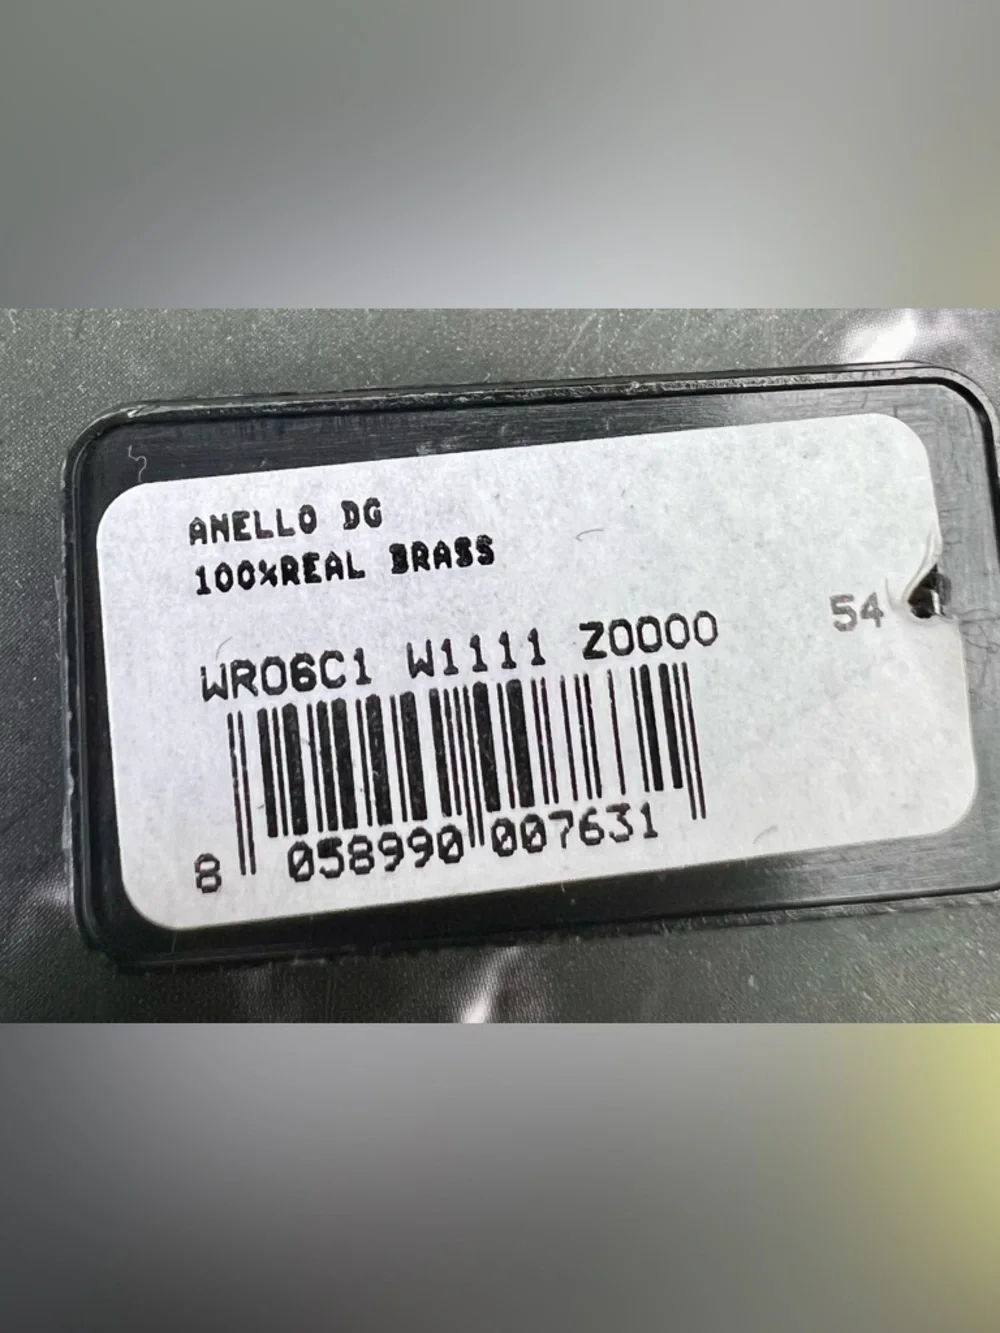 ANELLO DG
100%REAL BRASS
WR06C1 W1111 Z0000 54
8 058990 007631